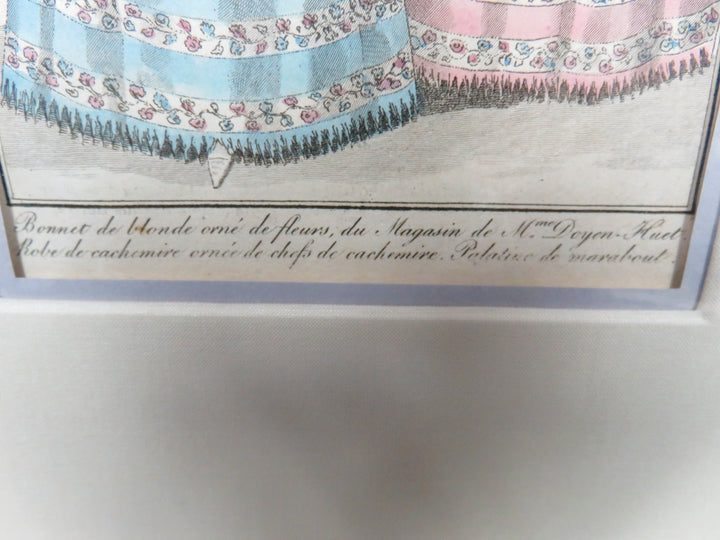 Bonnet de blonde orné de fleurs, du Magasin de M.me Doyen-Huet.
Robe de cachemire ornée de chefs de cachemire. Palatine de marabout.